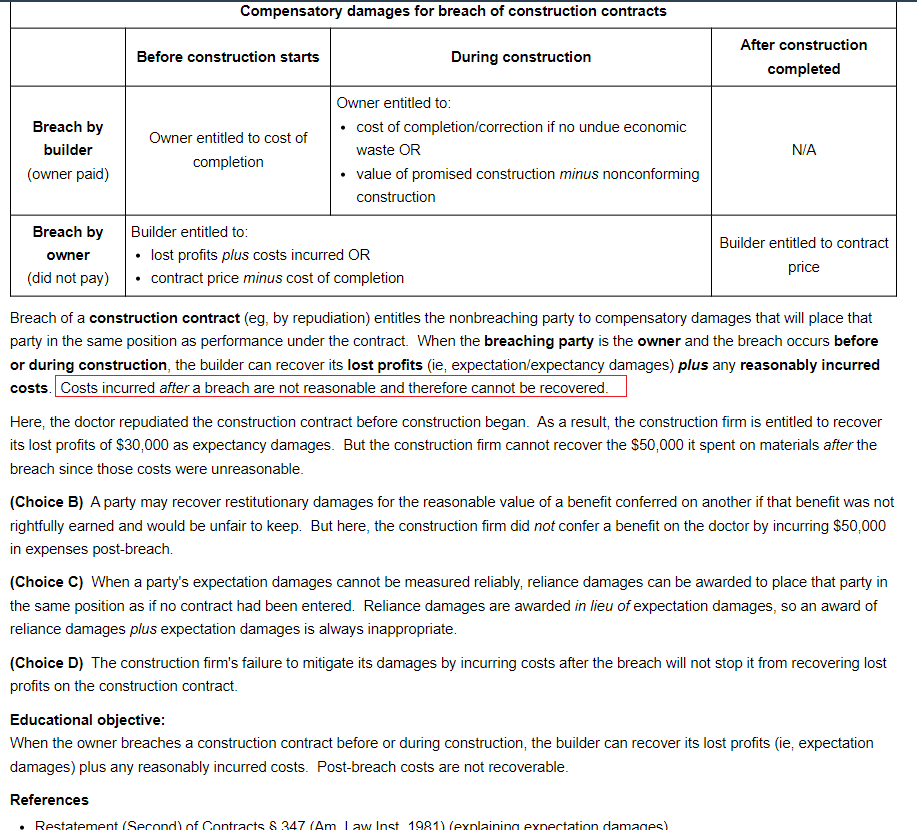 Compensatory damages for breach of construction contracts
Before construction starts
During construction
After construction
completed
Breach by
builder
(owner paid)
Owner entitled to cost of
completion
Owner entitled to:
• cost of completion/correction if no undue economic
waste OR
• value of promised construction minus nonconforming
construction
N/A
Breach by
owner
(did not pay)
Builder entitled to:
• lost profits plus costs incurred OR
• contract price minus cost of completion
Builder entitled to contract
price
Breach of a construction contract (eg, by repudiation) entitles the nonbreaching party to compensatory damages that will place that
party in the same position as performance under the contract. When the breaching party is the owner and the breach occurs before
or during construction, the builder can recover its lost profits (ie, expectation/expectancy damages) plus any reasonably incurred
costs. Costs incurred after a breach are not reasonable and therefore cannot be recovered.
Here, the doctor repudiated the construction contract before construction began. As a result, the construction firm is entitled to recover
its lost profits of $30,000 as expectancy damages. But the construction firm cannot recover the $50,000 it spent on materials after the
breach since those costs were unreasonable.
(Choice B) A party may recover restitutionary damages for the reasonable value of a benefit conferred on another if that benefit was not
rightfully earned and would be unfair to keep. But here, the construction firm did not confer a benefit on the doctor by incurring $50,000
in expenses post-breach.
(Choice C) When a party's expectation damages cannot be measured reliably, reliance damages can be awarded to place that party in
the same position as if no contract had been entered. Reliance damages are awarded in lieu of expectation damages, so an award of
reliance damages plus expectation damages is always inappropriate.
(Choice D) The construction firm's failure to mitigate its damages by incurring costs after the breach will not stop it from recovering lost
profits on the construction contract.
Educational objective:
When the owner breaches a construction contract before or during construction, the builder can recover its lost profits (ie, expectation
damages) plus any reasonably incurred costs. Post-breach costs are not recoverable.
References
• Restatement (Second) of Contracts § 347 (Am. Law Inst. 1981) (explaining expectation damages)